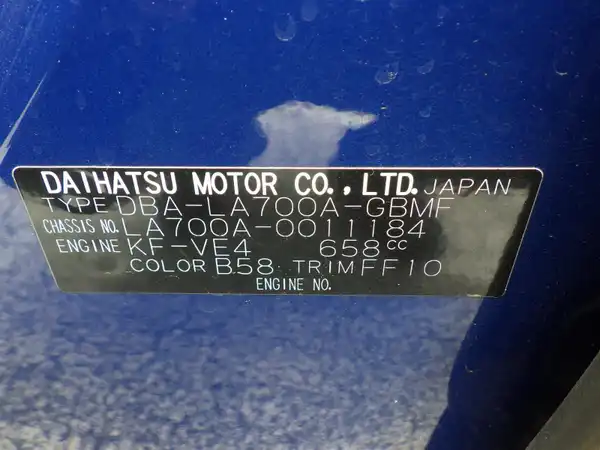 DAIHATSU MOTOR CO., LTD. JAPAN
TYPE DBA-LA700A-GBMF
CHASSIS NO. LA700A-0011184
ENGINE KF-VE4 658CC
COLOR B58 TRIM FF10
ENGINE NO.